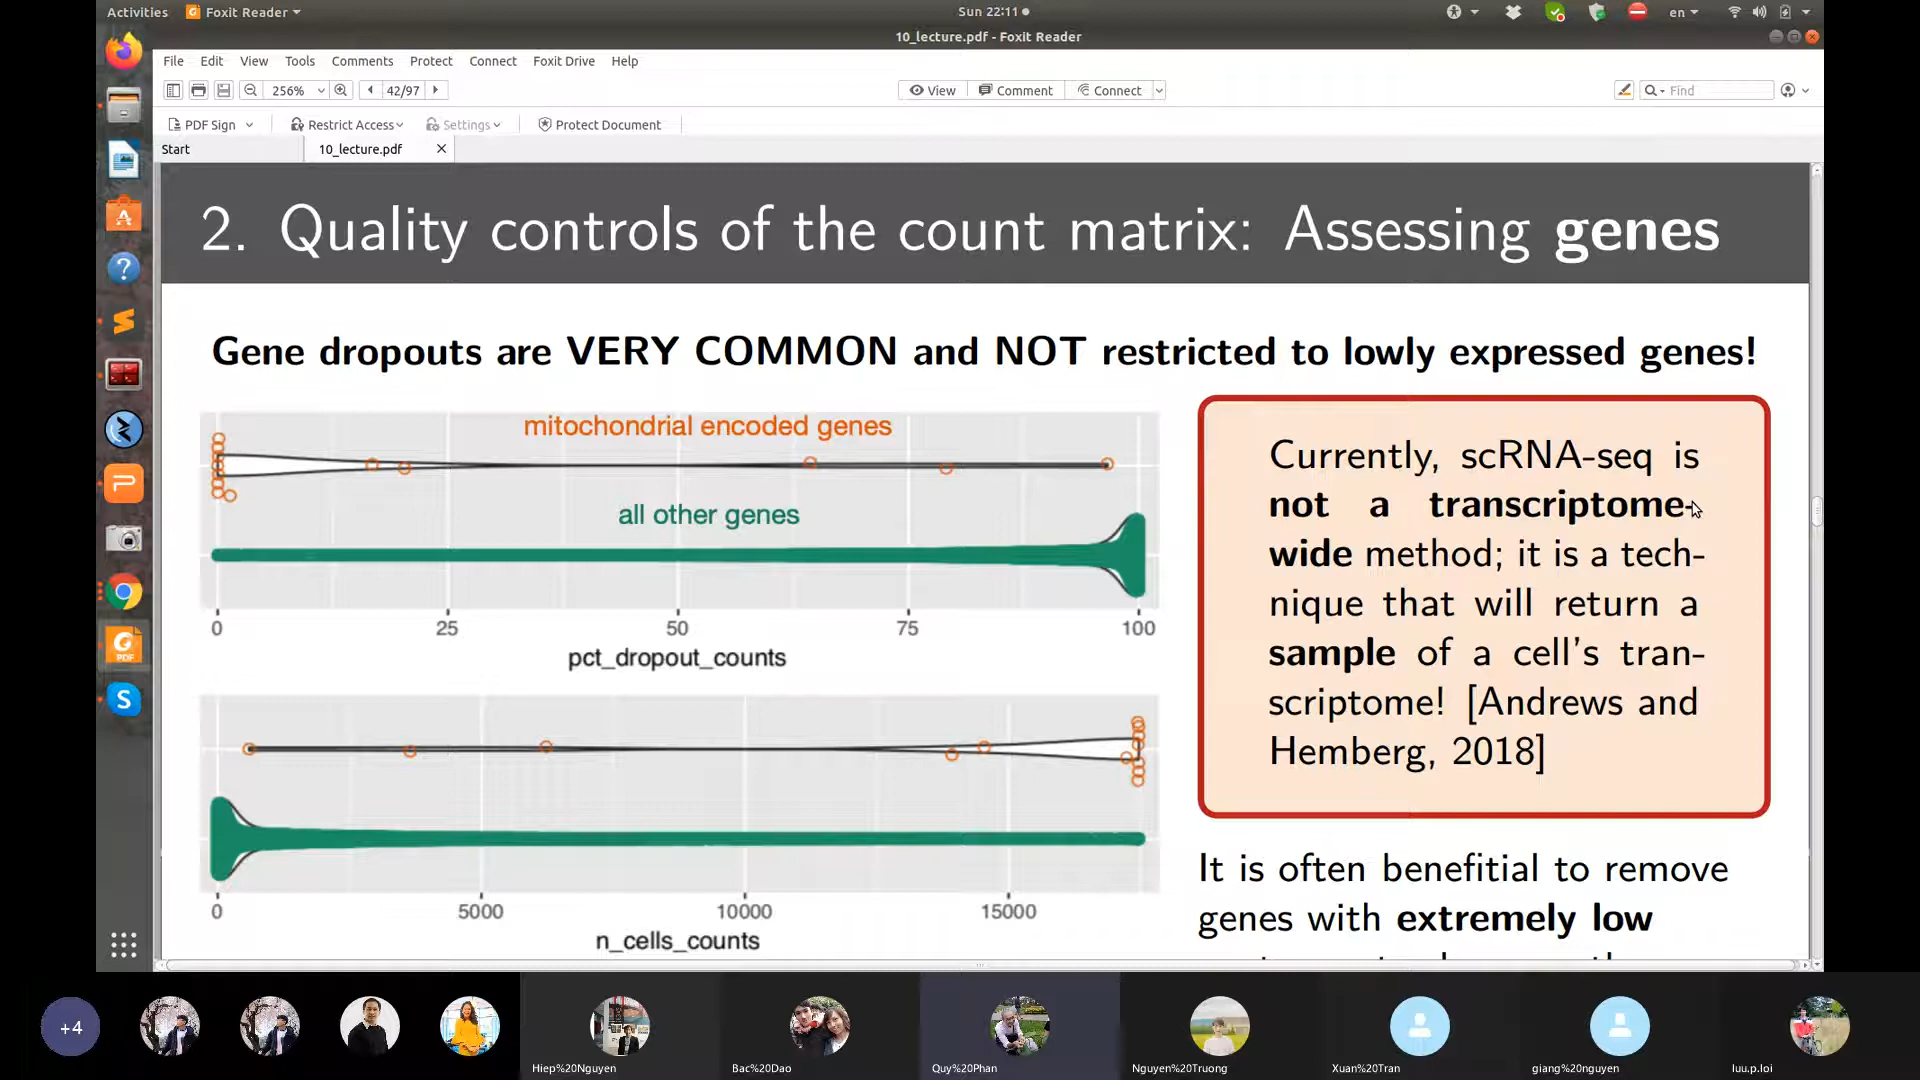 Activities Foxit Reader Sun 22:11 en
10_lecture.pdf - Foxit Reader
File Edit View Tools Comments Protect Connect Foxit Drive Help
256% 42/97 View Comment Connect Find
PDF Sign Restrict Access Settings Protect Document
Start 10_lecture.pdf
2. Quality controls of the count matrix: Assessing genes
Gene dropouts are VERY COMMON and NOT restricted to lowly expressed genes!
mitochondrial encoded genes
all other genes
0 25 50 75 100
pct_dropout_counts
0 5000 10000 15000
n_cells_counts
Currently, scRNA-seq is
not a transcriptome-
wide method; it is a tech-
nique that will return a
sample of a cell's tran-
scriptome! [Andrews and
Hemberg, 2018]
It is often benefitial to remove
genes with extremely low
+4
Hiep%20Nguyen
Bac%20Dao
Quy%20Phan
Nguyen%20Truong
Xuan%20Tran
giang%20nguyen
luu.p.loi